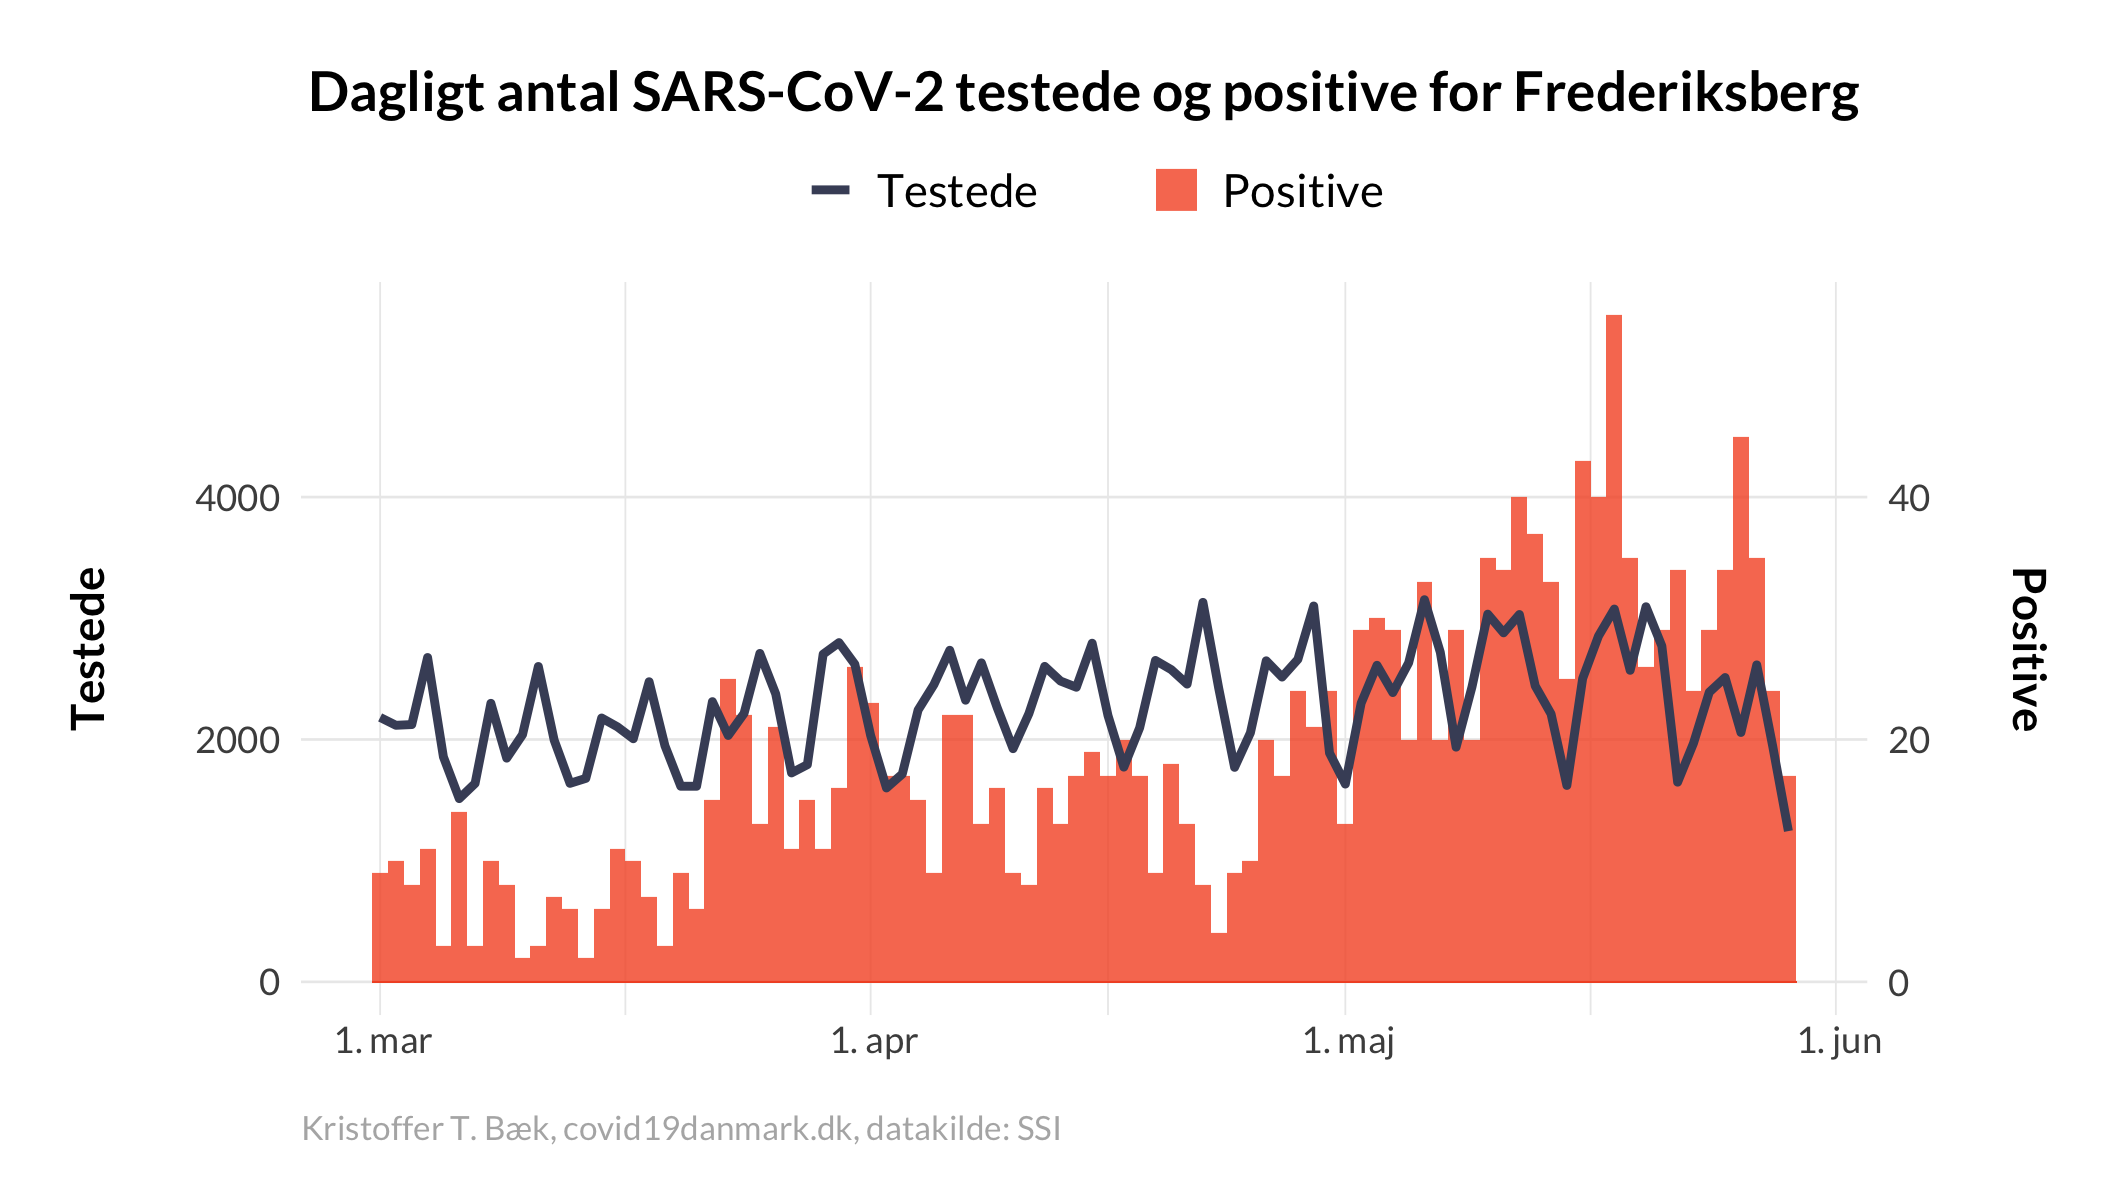 Dagligt antal SARS-CoV-2 testede og positive for Frederiksberg
Testede
Positive
4000
2000
0
40
20
0
Testede
Positive
1. mar
1. apr
1. maj
1. jun
Kristoffer T. Bæk, covid19danmark.dk, datakilde: SSI